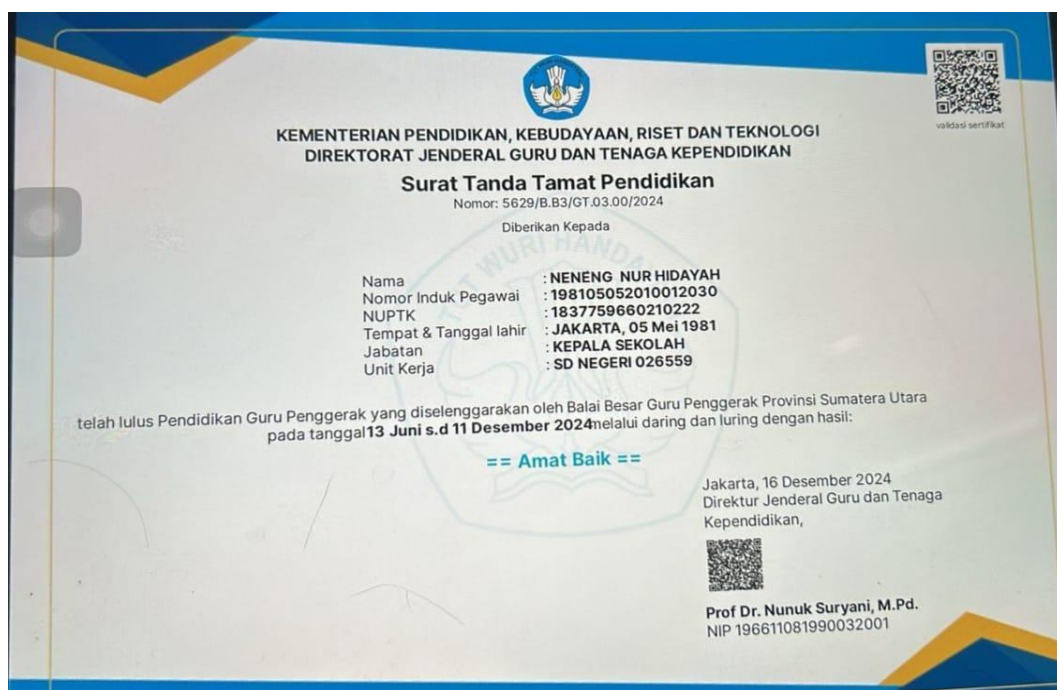 validasi sertifikat
KEMENTERIAN PENDIDIKAN, KEBUDAYAAN, RISET DAN TEKNOLOGI
DIREKTORAT JENDERAL GURU DAN TENAGA KEPENDIDIKAN
Surat Tanda Tamat Pendidikan
Nomor: 5629/B.B3/GT.03.00/2024
Diberikan Kepada
TUT WURI HANDAYANI
Nama : NENENG NUR HIDAYAH
Nomor Induk Pegawai : 198105052010012030
NUPTK : 1837759660210222
Tempat & Tanggal lahir : JAKARTA, 05 Mei 1981
Jabatan : KEPALA SEKOLAH
Unit Kerja : SD NEGERI 026559
telah lulus Pendidikan Guru Penggerak yang diselenggarakan oleh Balai Besar Guru Penggerak Provinsi Sumatera Utara
pada tanggal13 Juni s.d 11 Desember 2024melalui daring dan luring dengan hasil:
== Amat Baik ==
Jakarta, 16 Desember 2024
Direktur Jenderal Guru dan Tenaga
Kependidikan,
Prof Dr. Nunuk Suryani, M.Pd.
NIP 196611081990032001